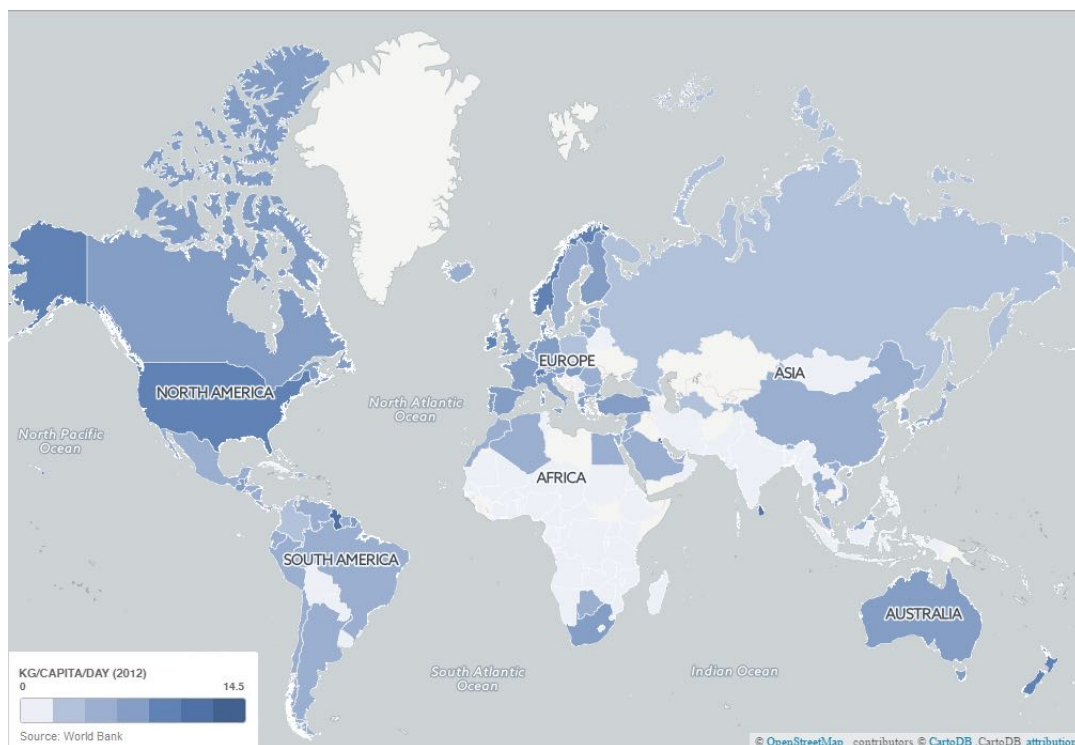 NORTH AMERICA
EUROPE
ASIA
North Atlantic
Ocean
North Pacific
Ocean
AFRICA
SOUTH AMERICA
AUSTRALIA
South Atlantic
Ocean
Indian Ocean
KG/CAPITA/DAY (2012)
0 14.5
Source: World Bank
© OpenStreetMap contributors © CartoDB, CartoDB attribution